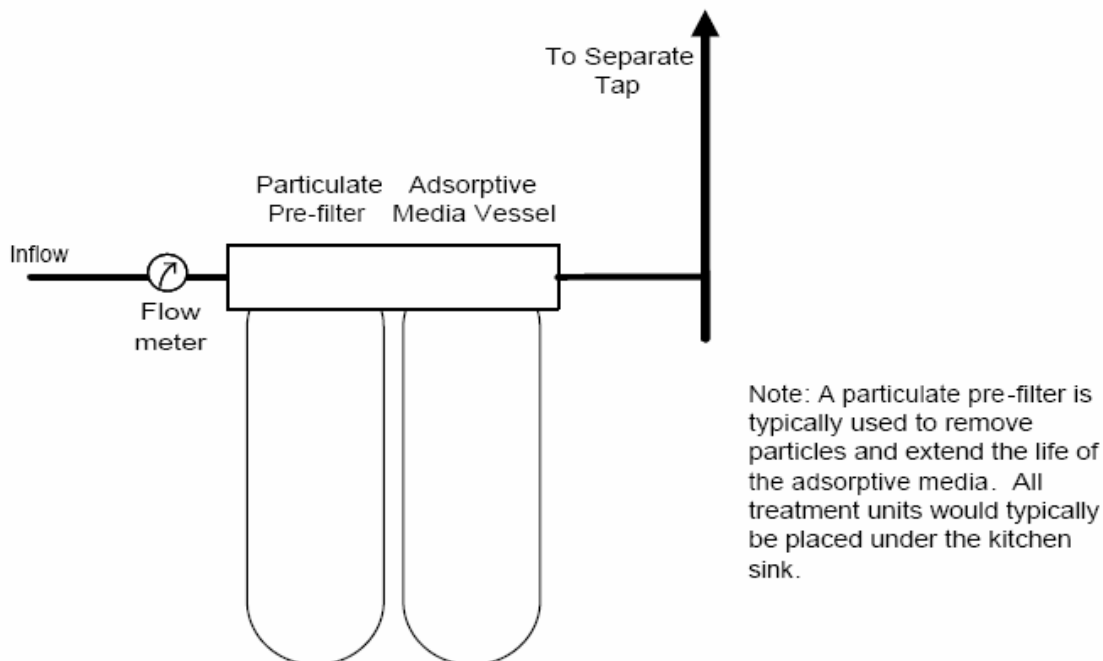 To Separate
Tap
Particulate
Pre-filter
Adsorptive
Media Vessel
Inflow
Flow
meter
Note: A particulate pre-filter is
typically used to remove
particles and extend the life of
the adsorptive media. All
treatment units would typically
be placed under the kitchen
sink.